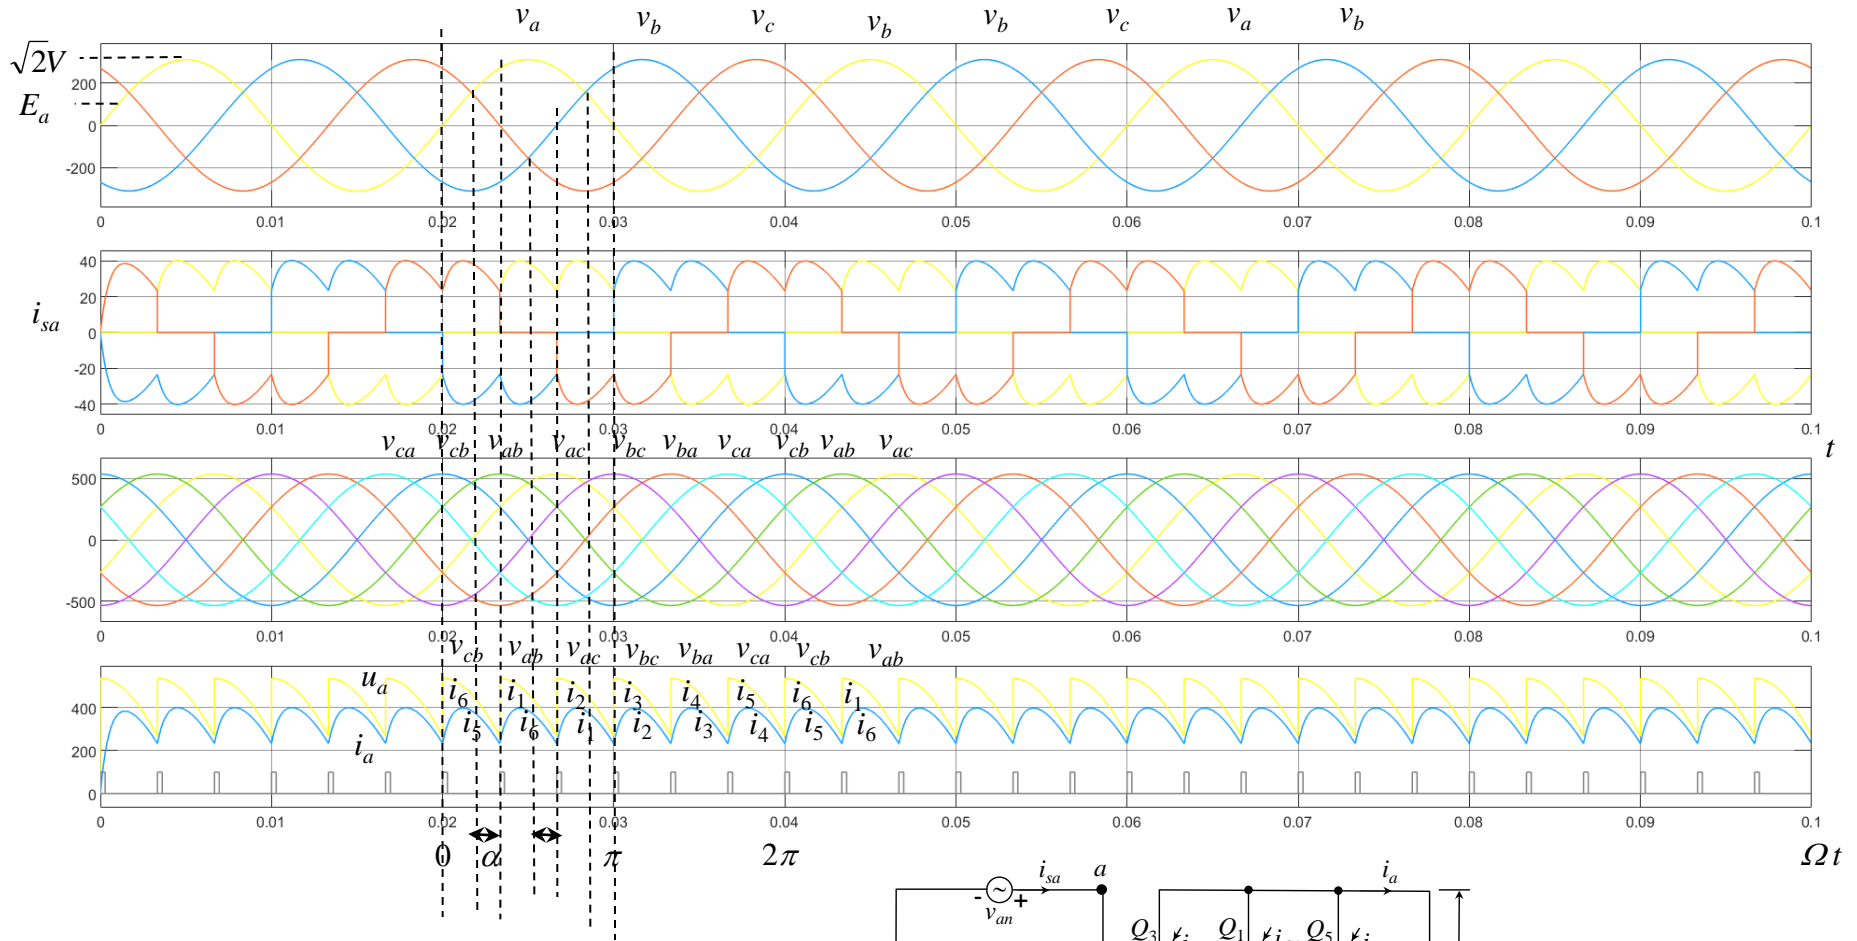 v_a v_b v_c v_b v_b v_c v_a v_b
√2V
200
E_a
0
-200
0 0.01 0.02 0.03 0.04 0.05 0.06 0.07 0.08 0.09 0.1
40
20
i_sa
0
-20
-40
0 0.01 0.02 0.03 0.04 0.05 0.06 0.07 0.08 0.09 0.1
v_ca v_cb v_ab v_ac v_bc v_ba v_ca v_cb v_ab v_ac t
500
0
-500
0 0.01 0.02 0.03 0.04 0.05 0.06 0.07 0.08 0.09 0.1
v_cb v_ab v_ac v_bc v_ba v_ca v_cb v_ab
u_a i_6 i_1 i_2 i_3 i_4 i_5 i_6 i_1
400
i_5 i_6 i_1 i_2 i_3 i_4 i_5 i_6
i_a
200
0
0 0.01 0.02 0.03 0.04 0.05 0.06 0.07 0.08 0.09 0.1
0 α π 2π Ωt
i_sa a i_a
- ~ +
v_an
Q_3 Q_1 Q_5